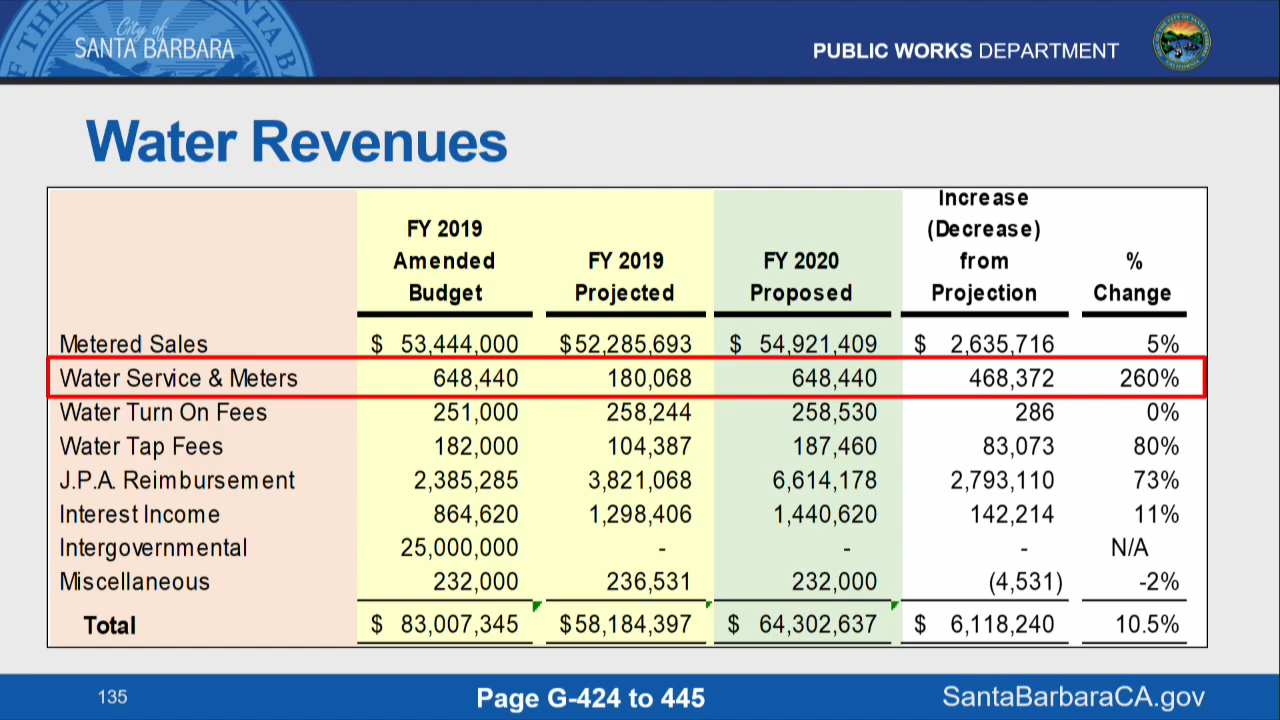 City of
SANTA BARBARA
PUBLIC WORKS DEPARTMENT
Water Revenues
FY 2019 Amended Budget
FY 2019 Projected
FY 2020 Proposed
Increase (Decrease) from Projection
% Change
Metered Sales $ 53,444,000 $52,285,693 $ 54,921,409 $ 2,635,716 5%
Water Service & Meters 648,440 180,068 648,440 468,372 260%
Water Turn On Fees 251,000 258,244 258,530 286 0%
Water Tap Fees 182,000 104,387 187,460 83,073 80%
J.P.A. Reimbursement 2,385,285 3,821,068 6,614,178 2,793,110 73%
Interest Income 864,620 1,298,406 1,440,620 142,214 11%
Intergovernmental 25,000,000 - - - N/A
Miscellaneous 232,000 236,531 232,000 (4,531) -2%
Total $ 83,007,345 $58,184,397 $ 64,302,637 $ 6,118,240 10.5%
135
Page G-424 to 445
SantaBarbaraCA.gov